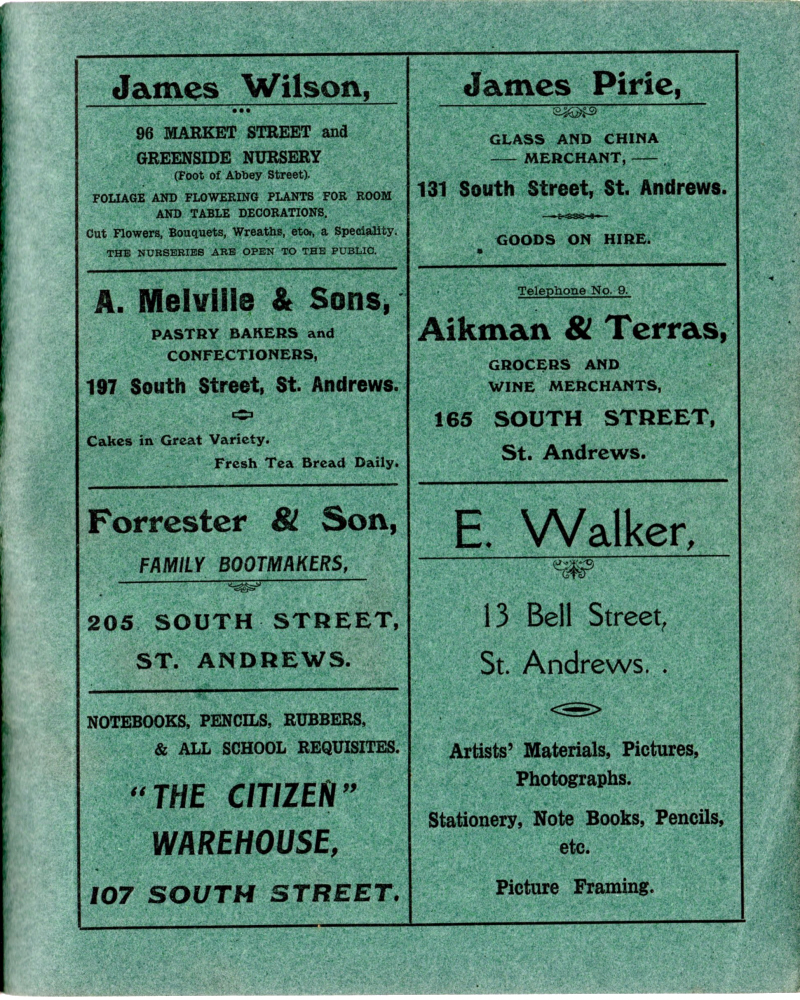 James Wilson,
96 MARKET STREET and
GREENSIDE NURSERY
(Foot of Abbey Street).
FOLIAGE AND FLOWERING PLANTS FOR ROOM
AND TABLE DECORATIONS.
Cut Flowers, Bouquets, Wreaths, etc., a Speciality.
THE NURSERIES ARE OPEN TO THE PUBLIC.
A. Melville & Sons,
PASTRY BAKERS and
CONFECTIONERS,
197 South Street, St. Andrews.
Cakes in Great Variety.
Fresh Tea Bread Daily.
Forrester & Son,
FAMILY BOOTMAKERS,
205 SOUTH STREET,
ST. ANDREWS.
NOTEBOOKS, PENCILS, RUBBERS,
& ALL SCHOOL REQUISITES.
"THE CITIZEN"
WAREHOUSE,
107 SOUTH STREET.
James Pirie,
GLASS AND CHINA
— MERCHANT, —
131 South Street, St. Andrews.
GOODS ON HIRE.
Telephone No. 9.
Aikman & Terras,
GROCERS AND
WINE MERCHANTS,
165 SOUTH STREET,
St. Andrews.
E. Walker,
13 Bell Street,
St. Andrews. .
Artists' Materials, Pictures,
Photographs.
Stationery, Note Books, Pencils,
etc.
Picture Framing.